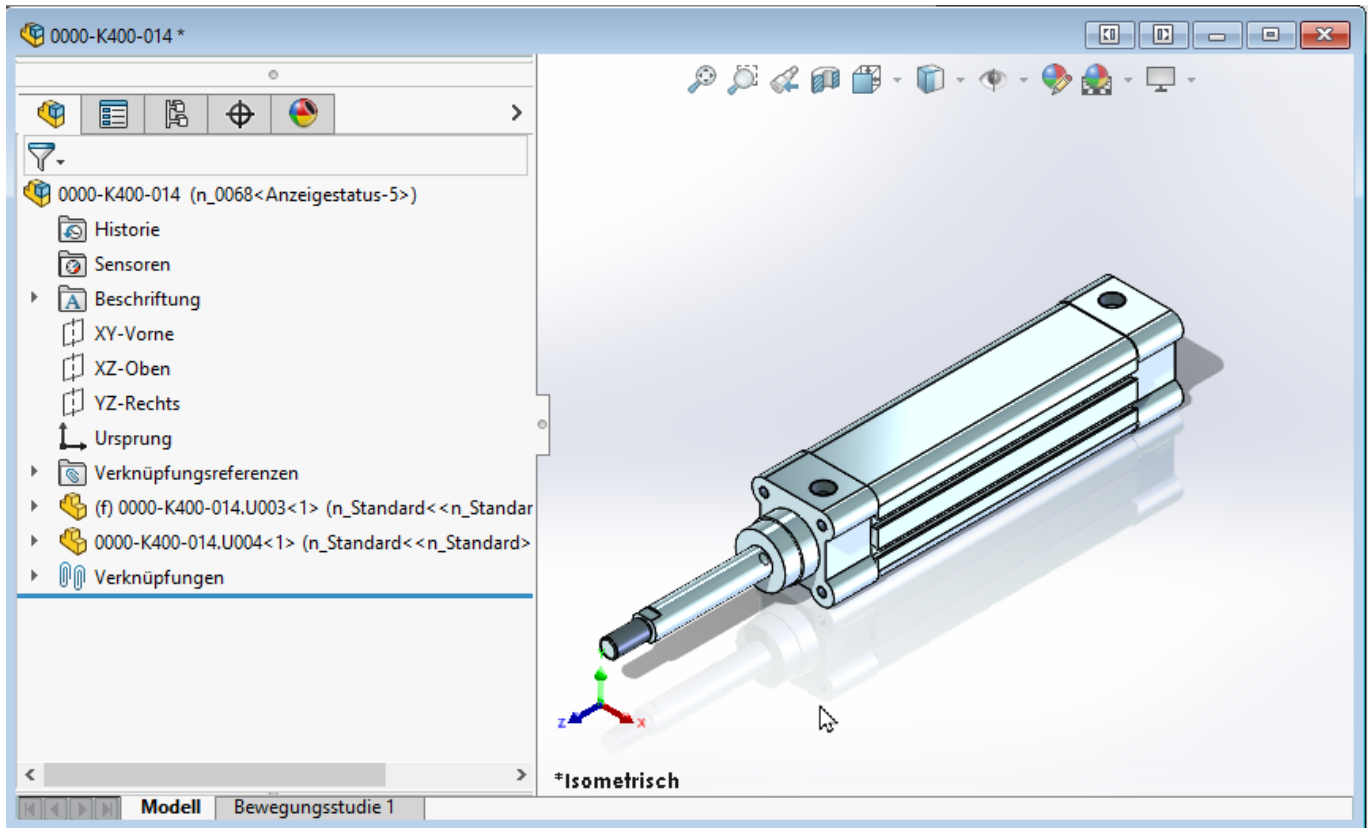 0000-K400-014 *
0000-K400-014 (n_0068<Anzeigestatus-5>)
Historie
Sensoren
A Beschriftung
XY-Vorne
XZ-Oben
YZ-Rechts
Ursprung
Verknüpfungsreferenzen
(f) 0000-K400-014.U003<1> (n_Standard<<n_Standar
0000-K400-014.U004<1> (n_Standard<<n_Standard>
Verknüpfungen
z x
*Isometrisch
Modell Bewegungsstudie 1